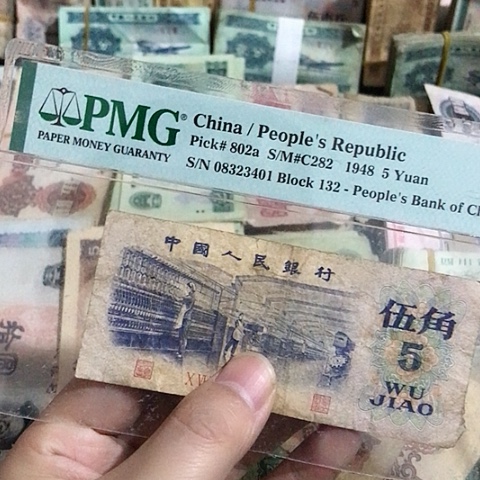 PMG®
PAPER MONEY GUARANTY
China / People's Republic
Pick# 802a S/M#C282 1948 5 Yuan
S/N 08323401 Block 132 - People's Bank of
中國人民銀行
伍角
5
WU
JIAO